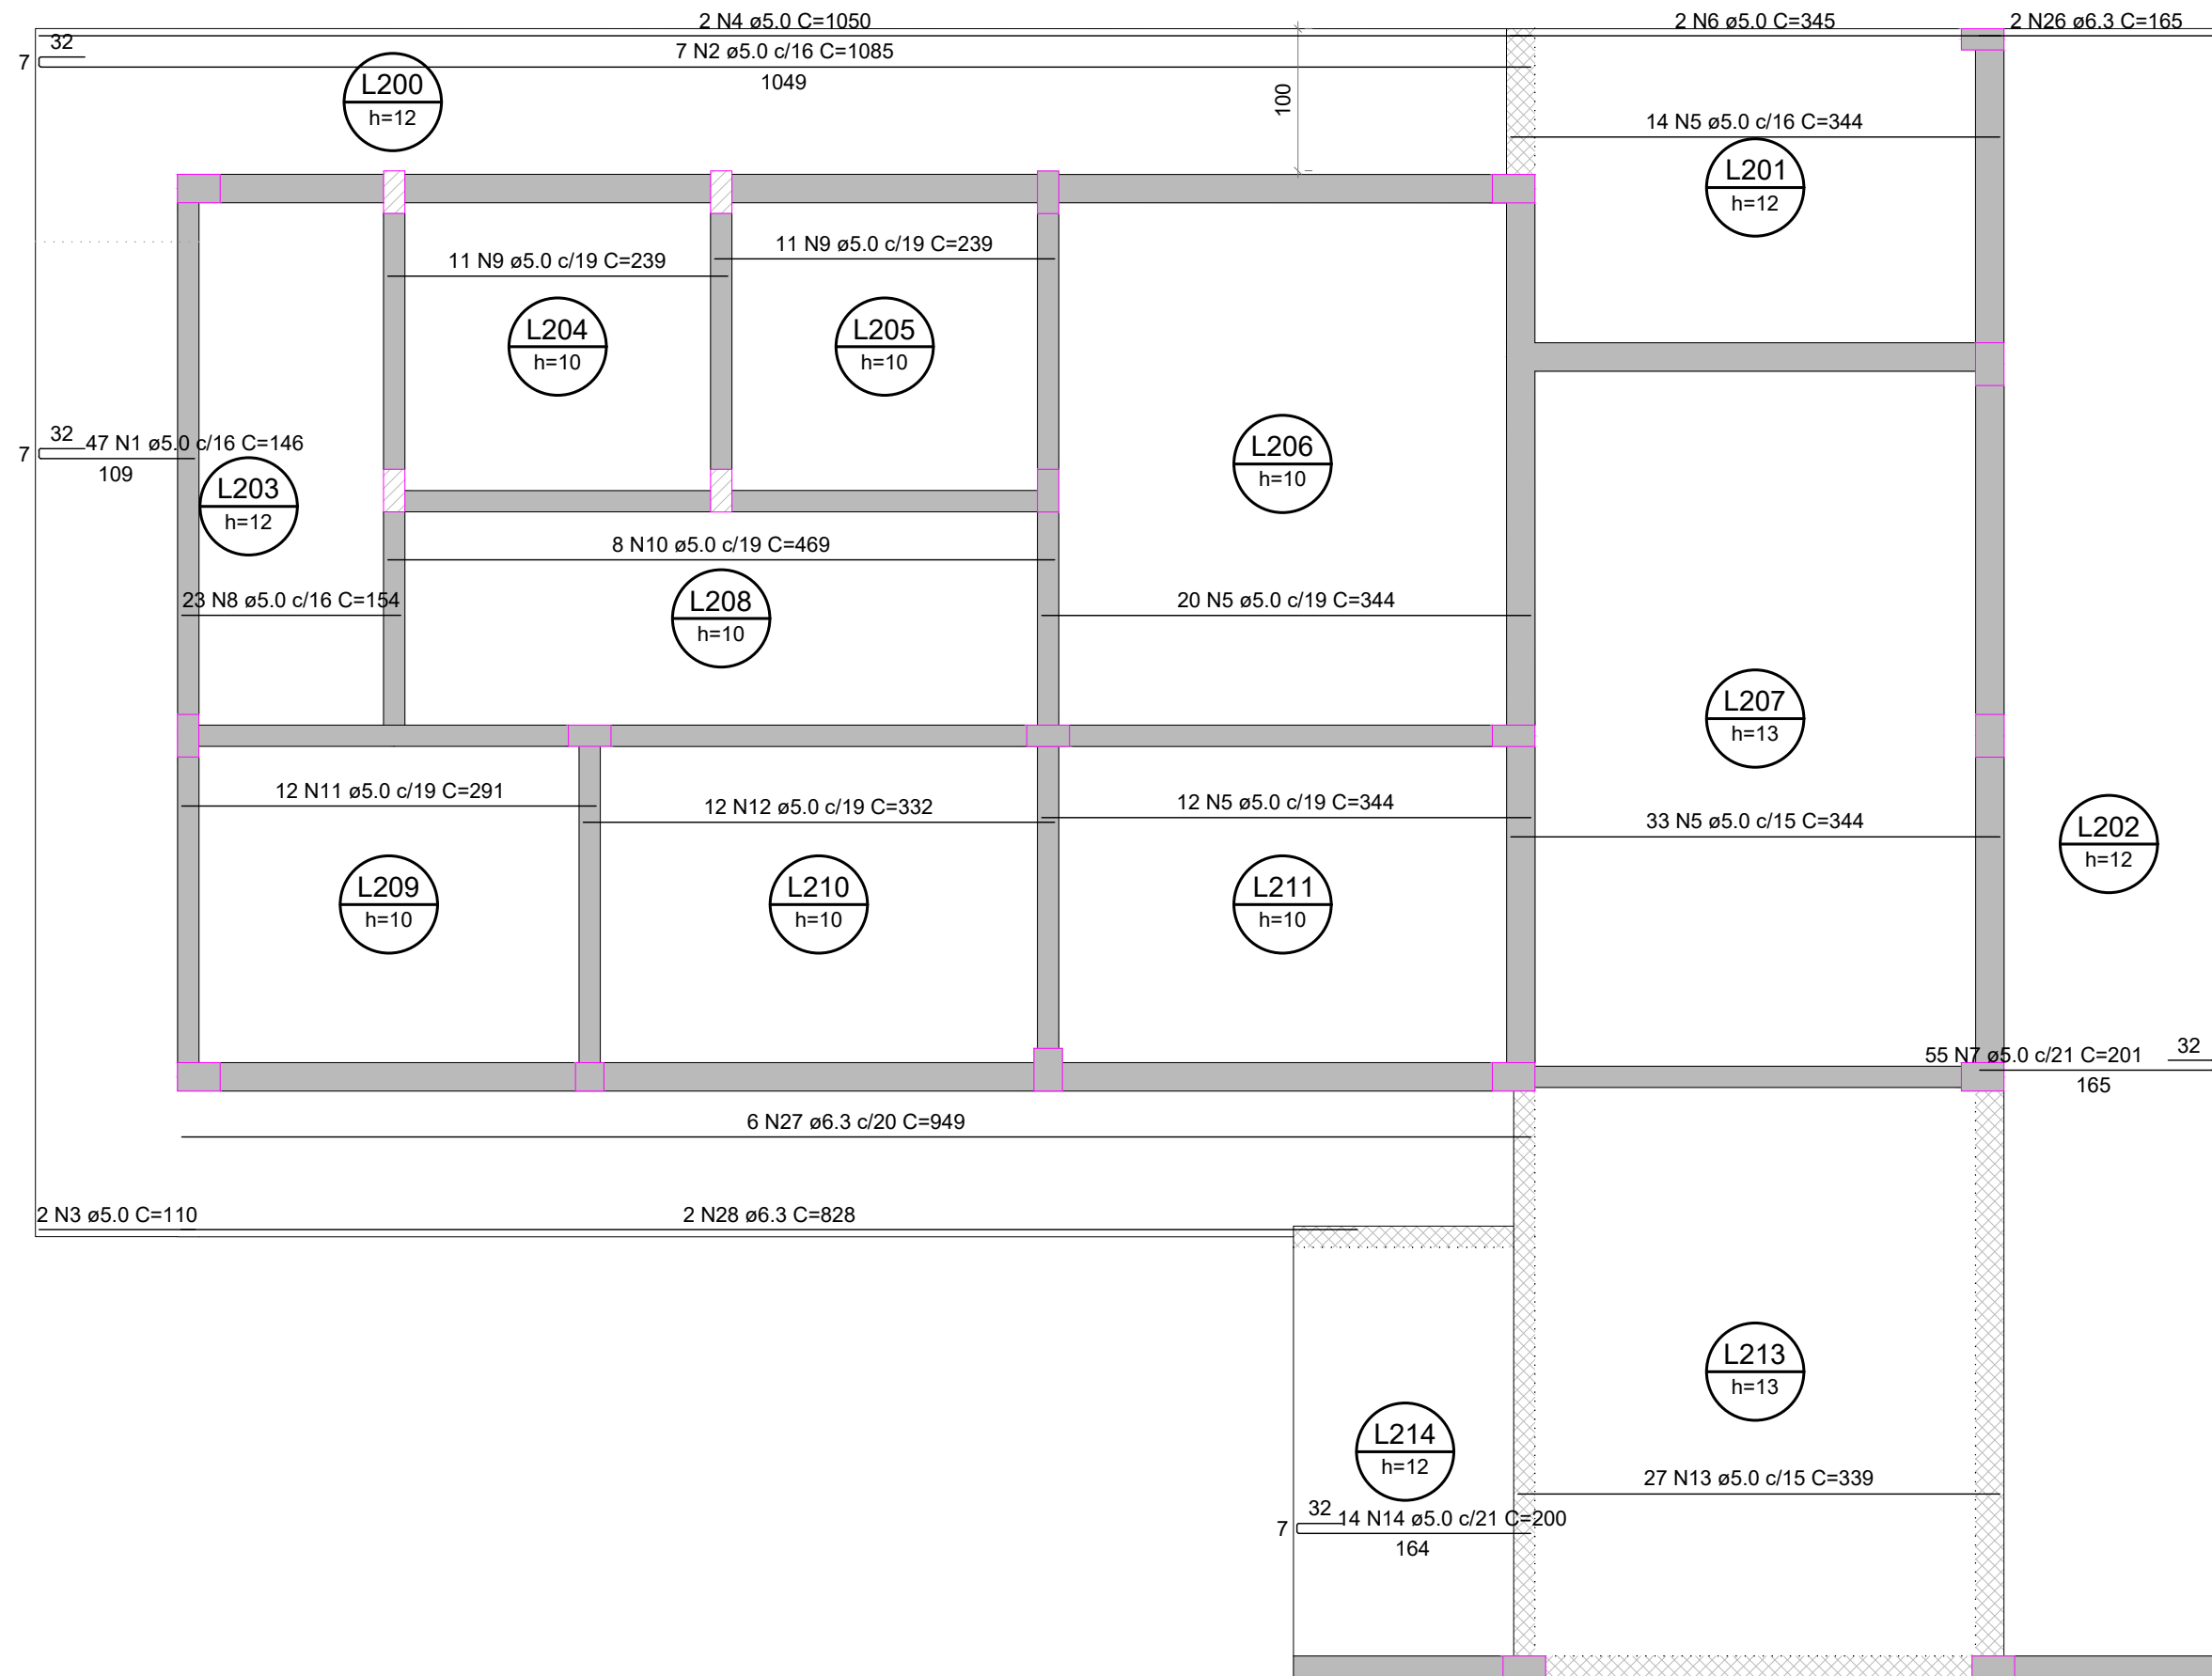 2 N4 ø5.0 C=1050
2 N6 ø5.0 C=345
2 N26 ø6.3 C=165
32
7
7 N2 ø5.0 c/16 C=1085
1049
100
L200
h=12
14 N5 ø5.0 c/16 C=344
L201
h=12
11 N9 ø5.0 c/19 C=239
11 N9 ø5.0 c/19 C=239
L204
h=10
L205
h=10
32
7
47 N1 ø5.0 c/16 C=146
109
L203
h=12
L206
h=10
8 N10 ø5.0 c/19 C=469
23 N8 ø5.0 c/16 C=154
L208
h=10
20 N5 ø5.0 c/19 C=344
L207
h=13
12 N11 ø5.0 c/19 C=291
12 N12 ø5.0 c/19 C=332
12 N5 ø5.0 c/19 C=344
33 N5 ø5.0 c/15 C=344
L202
h=12
L209
h=10
L210
h=10
L211
h=10
55 N7 ø5.0 c/21 C=201
32
165
6 N27 ø6.3 c/20 C=949
2 N3 ø5.0 C=110
2 N28 ø6.3 C=828
L213
h=13
L214
h=12
27 N13 ø5.0 c/15 C=339
32
7
14 N14 ø5.0 c/21 C=200
164